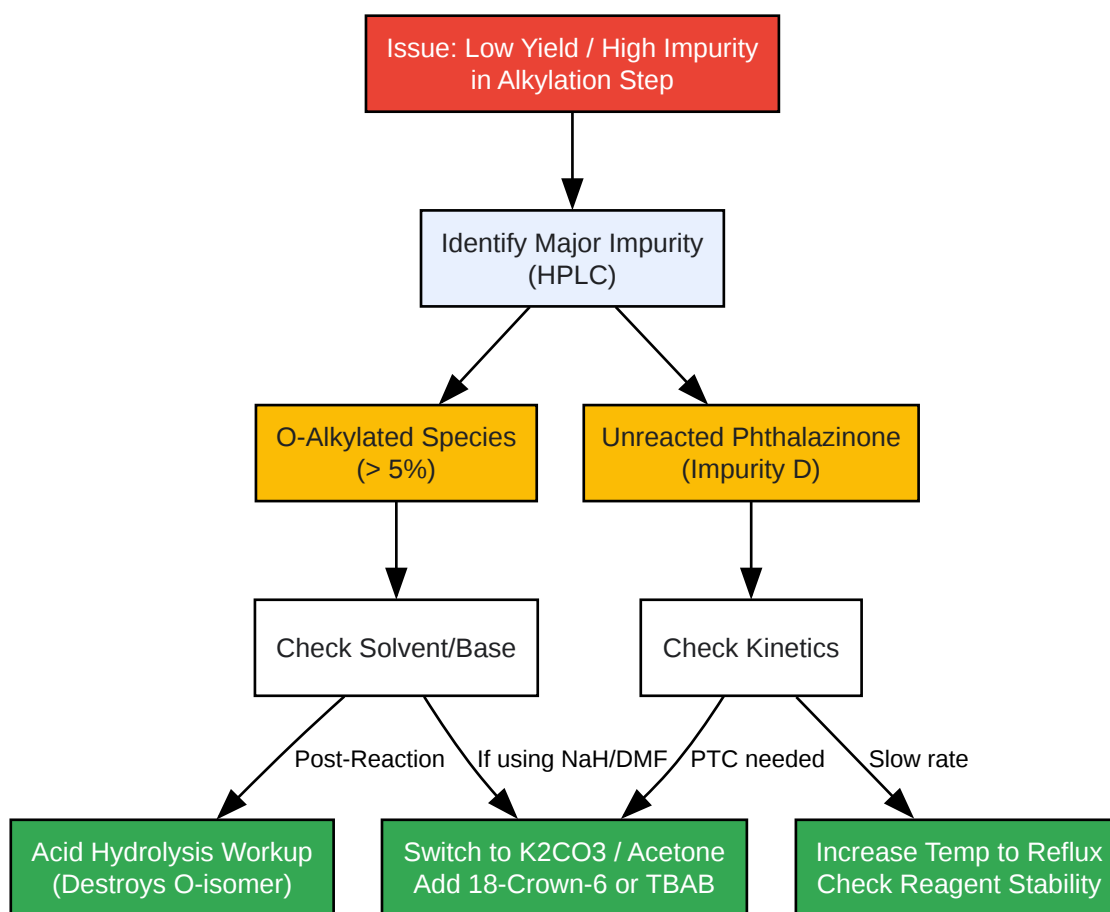 Issue: Low Yield / High Impurity
in Alkylation Step
Identify Major Impurity
(HPLC)
O-Alkylated Species
(> 5%)
Unreacted Phthalazinone
(Impurity D)
Check Solvent/Base
Check Kinetics
Post-Reaction
If using NaH/DMF
PTC needed
Slow rate
Acid Hydrolysis Workup
(Destroys O-isomer)
Switch to K2CO3 / Acetone
Add 18-Crown-6 or TBAB
Increase Temp to Reflux
Check Reagent Stability